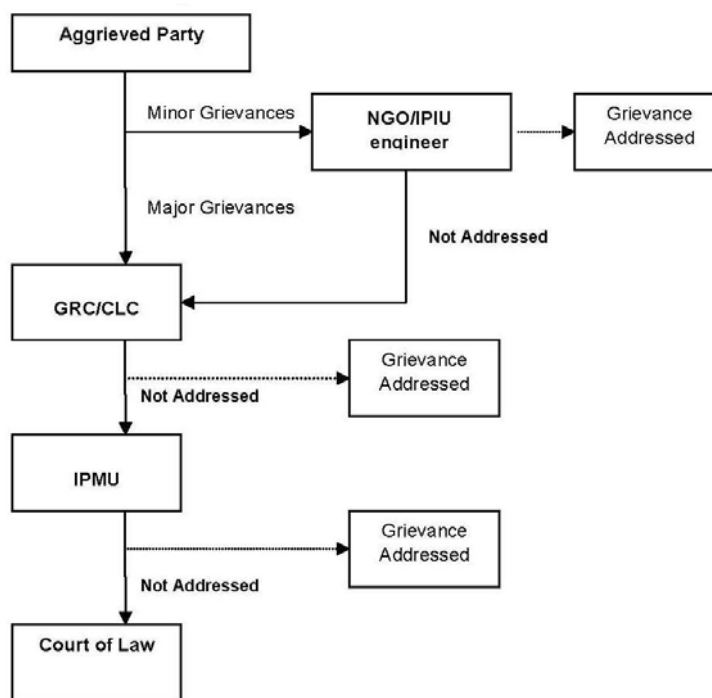 Aggrieved Party
Minor Grievances
NGO/IPIU
engineer
Grievance
Addressed
Major Grievances
Not Addressed
GRC/CLC
Grievance
Addressed
Not Addressed
IPMU
Grievance
Addressed
Not Addressed
Court of Law